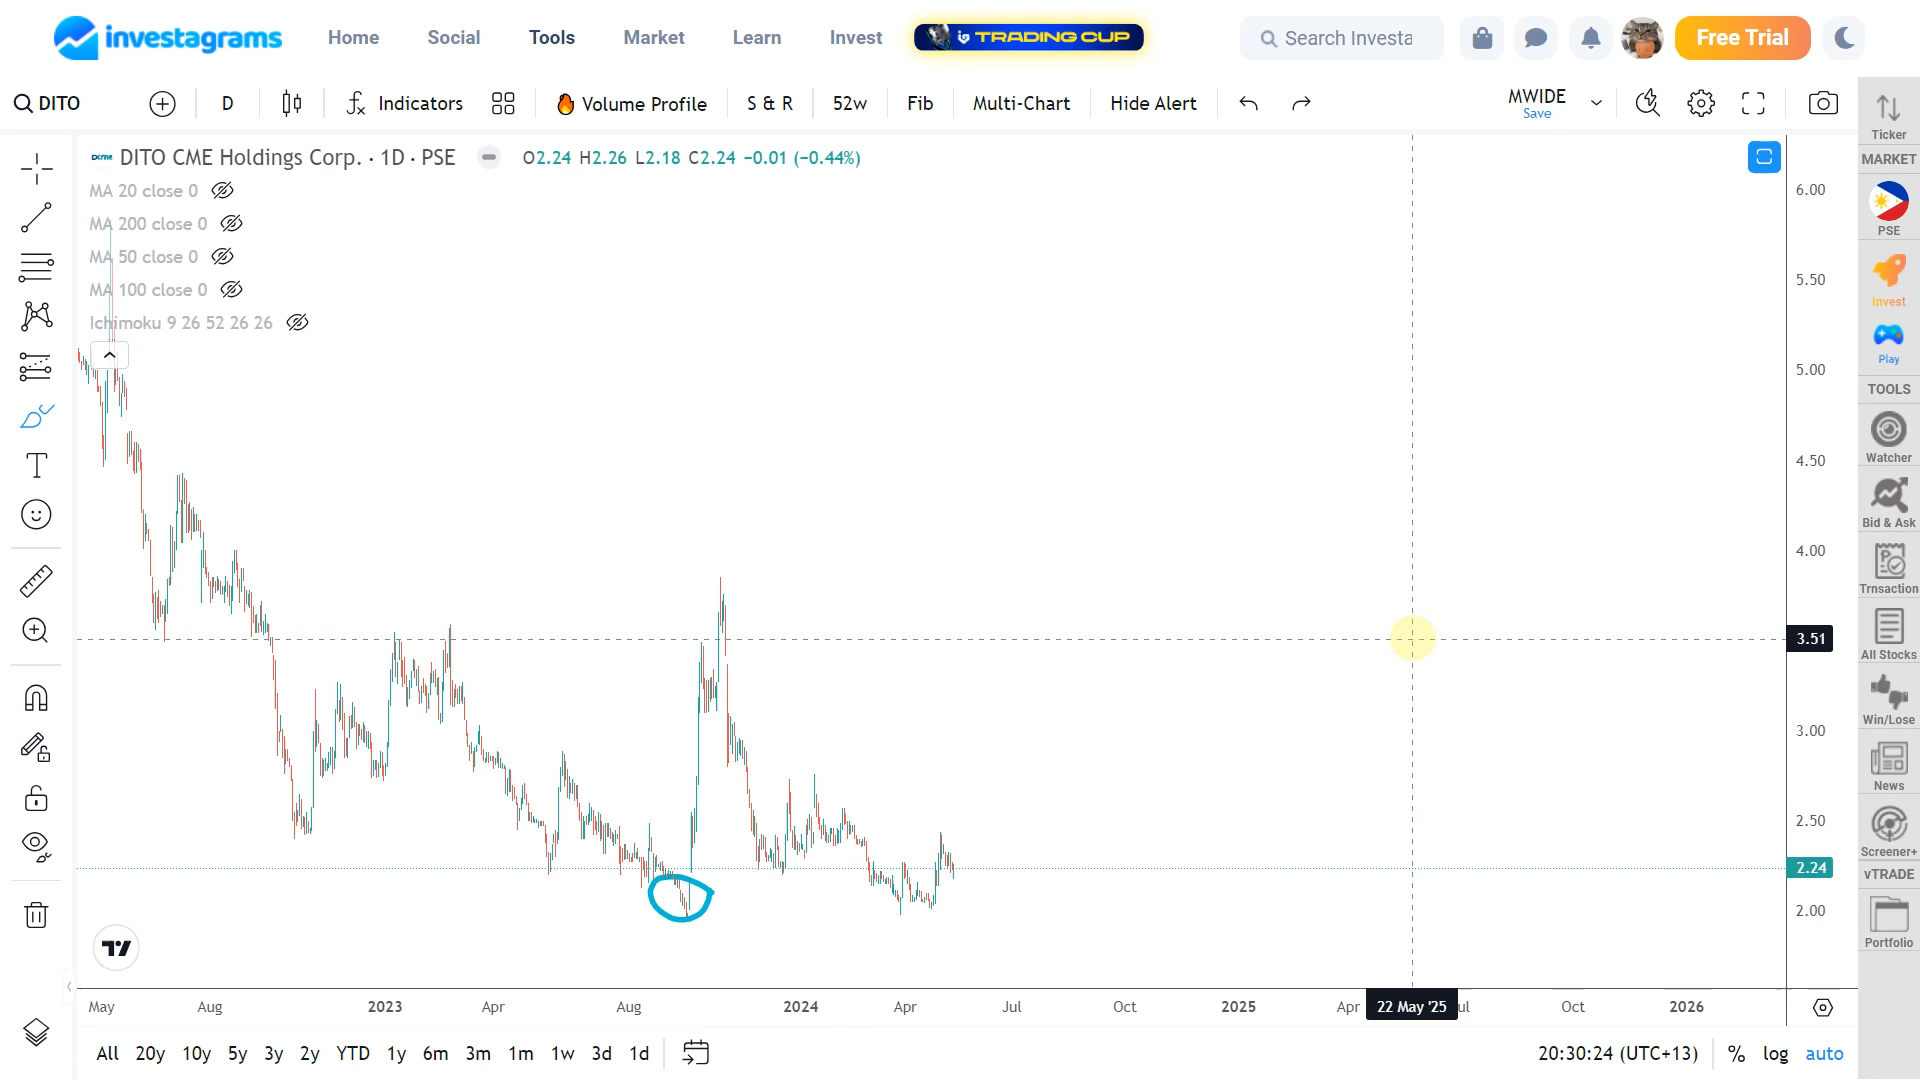 investagrams Home Social Tools Market Learn Invest TRADING CUP Search Investa Free Trial
DITO D Indicators Volume Profile S & R 52w Fib Multi-Chart Hide Alert MWIDE
Save
DITO CME Holdings Corp. · 1D · PSE O2.24 H2.26 L2.18 C2.24 −0.01 (−0.44%)
MA 20 close 0
MA 200 close 0
MA 50 close 0
MA 100 close 0
Ichimoku 9 26 52 26 26
6.00
5.50
5.00
4.50
4.00
3.51
3.00
2.50
2.24
2.00
May Aug 2023 Apr Aug 2024 Apr Jul Oct 2025 Apr 22 May '25 ul Oct 2026
All 20y 10y 5y 3y 2y YTD 1y 6m 3m 1m 1w 3d 1d 20:30:24 (UTC+13) % log auto
Ticker
MARKET
PSE
Invest
Play
TOOLS
Watcher
Bid & Ask
Trnsaction
All Stocks
Win/Lose
News
Screener+
vTRADE
Portfolio